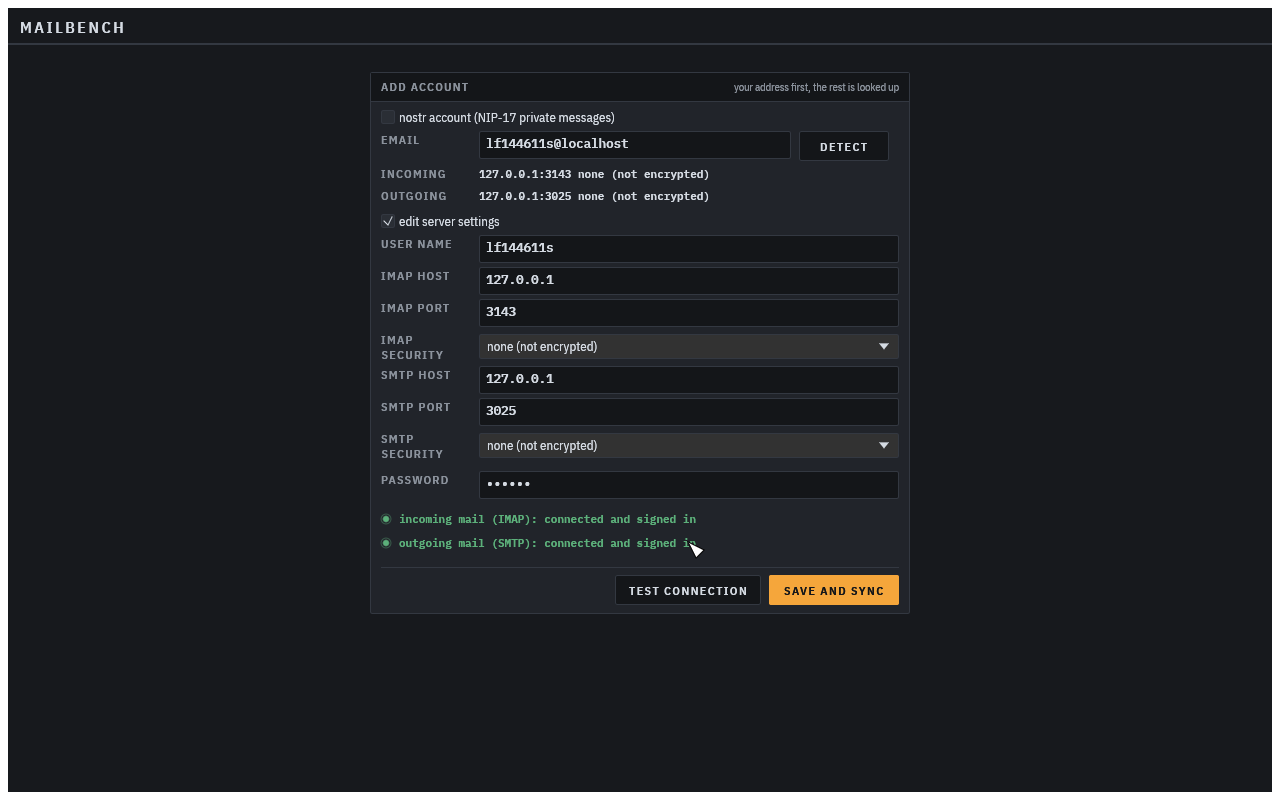 MAILBENCH
ADD ACCOUNT your address first, the rest is looked up
nostr account (NIP-17 private messages)
EMAIL lf144611s@localhost DETECT
INCOMING 127.0.0.1:3143 none (not encrypted)
OUTGOING 127.0.0.1:3025 none (not encrypted)
edit server settings
USER NAME lf144611s
IMAP HOST 127.0.0.1
IMAP PORT 3143
IMAP SECURITY none (not encrypted)
SMTP HOST 127.0.0.1
SMTP PORT 3025
SMTP SECURITY none (not encrypted)
PASSWORD ••••••
incoming mail (IMAP): connected and signed in
outgoing mail (SMTP): connected and signed in
TEST CONNECTION SAVE AND SYNC